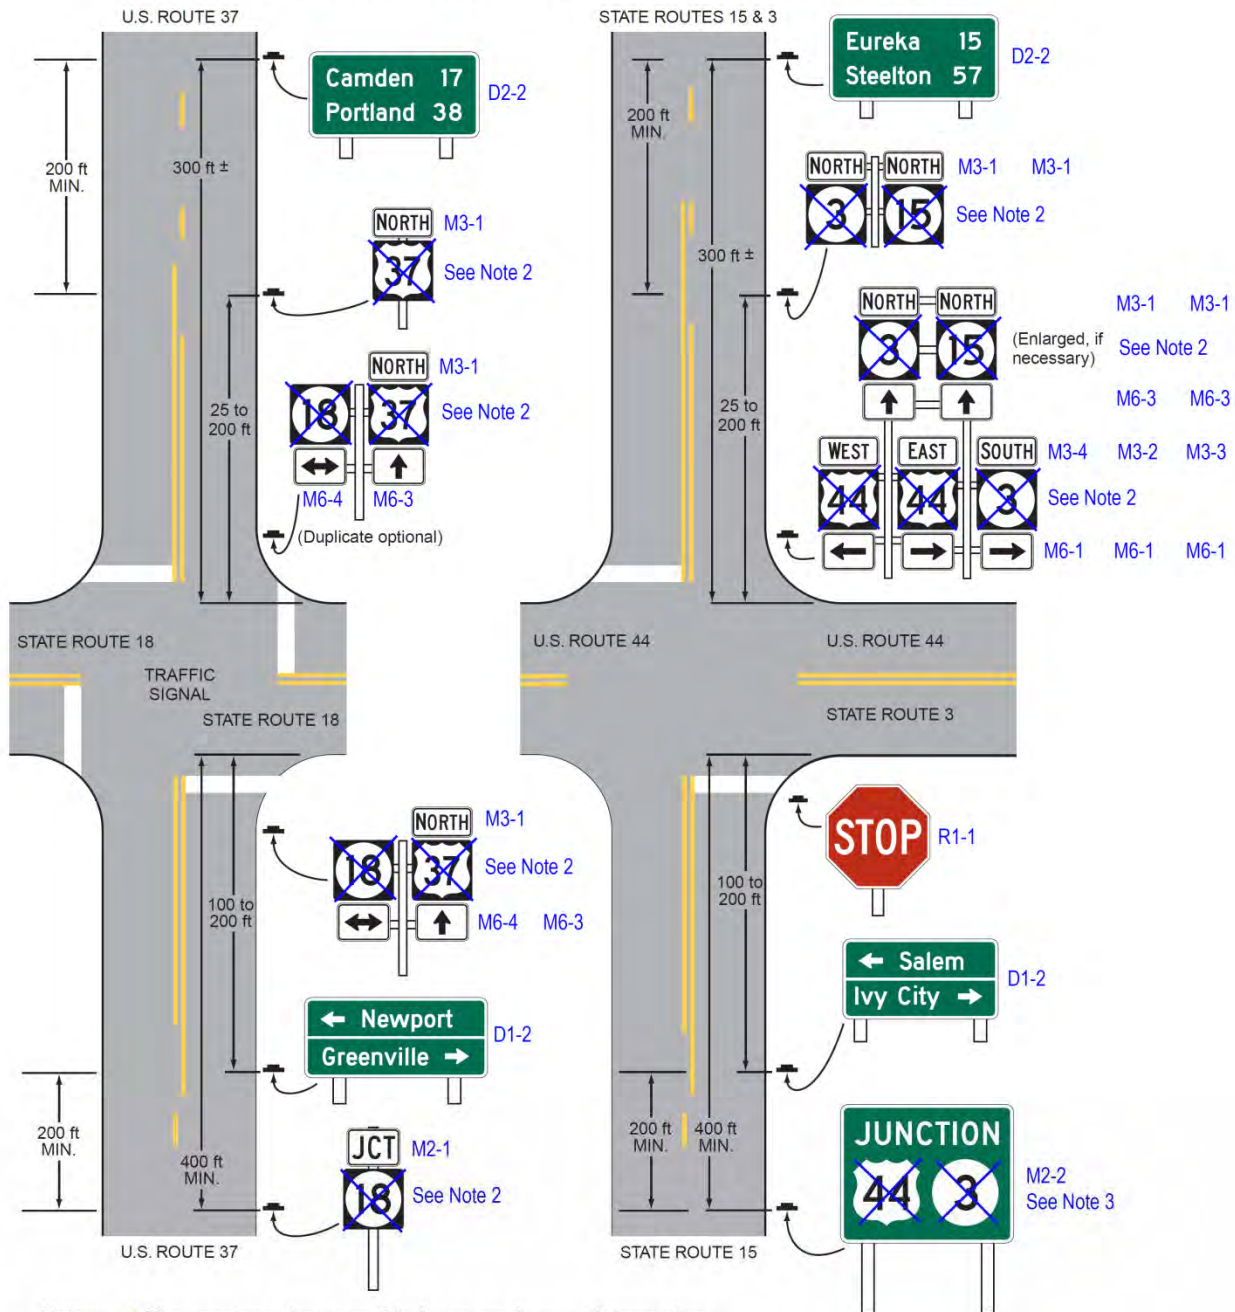 U.S. ROUTE 37
Camden 17
Portland 38
D2-2
200 ft
MIN.
300 ft ±
NORTH
M3-1
37
See Note 2
NORTH
M3-1
18
37
See Note 2
25 to
200 ft
M6-4
M6-3
(Duplicate optional)
STATE ROUTE 18
TRAFFIC
SIGNAL
STATE ROUTE 18
NORTH
M3-1
18
37
See Note 2
M6-4
M6-3
100 to
200 ft
← Newport
Greenville →
D1-2
200 ft
MIN.
400 ft
MIN.
JCT
M2-1
18
See Note 2
U.S. ROUTE 37
STATE ROUTES 15 & 3
Eureka 15
Steelton 57
D2-2
200 ft
MIN.
NORTH NORTH
M3-1 M3-1
3 15
See Note 2
300 ft ±
NORTH NORTH
M3-1 M3-1
3 15
(Enlarged, if
necessary)
See Note 2
M6-3 M6-3
25 to
200 ft
WEST EAST SOUTH
M3-4 M3-2 M3-3
44 44 3
See Note 2
M6-1 M6-1 M6-1
U.S. ROUTE 44
U.S. ROUTE 44
STATE ROUTE 3
STOP
R1-1
100 to
200 ft
← Salem
Ivy City →
D1-2
200 ft
MIN.
400 ft
MIN.
JUNCTION
44 3
M2-2
See Note 3
STATE ROUTE 15